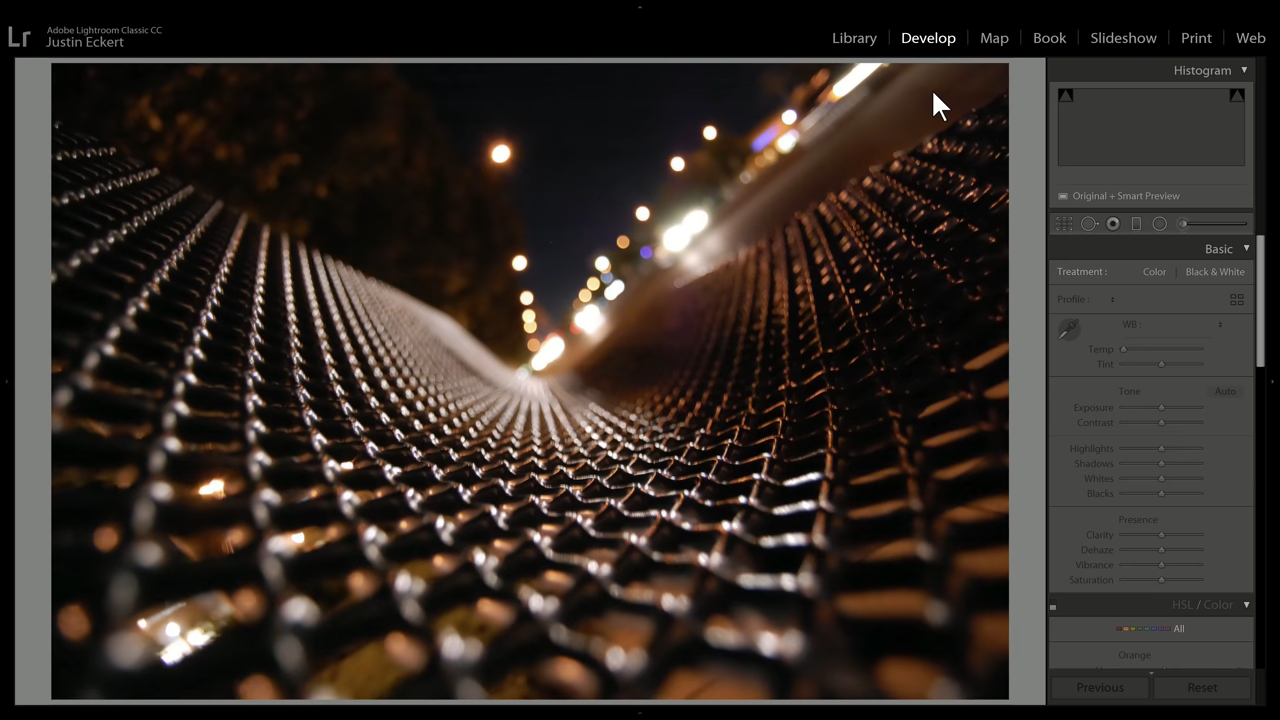 Lr
Adobe Lightroom Classic CC
Justin Eckert
Library | Develop | Map | Book | Slideshow | Print | Web
Histogram
Original + Smart Preview
Basic
Treatment : Color | Black & White
Profile :
WB :
Temp
Tint
Tone Auto
Exposure
Contrast
Highlights
Shadows
Whites
Blacks
Presence
Clarity
Dehaze
Vibrance
Saturation
HSL / Color
All
Orange
Previous Reset